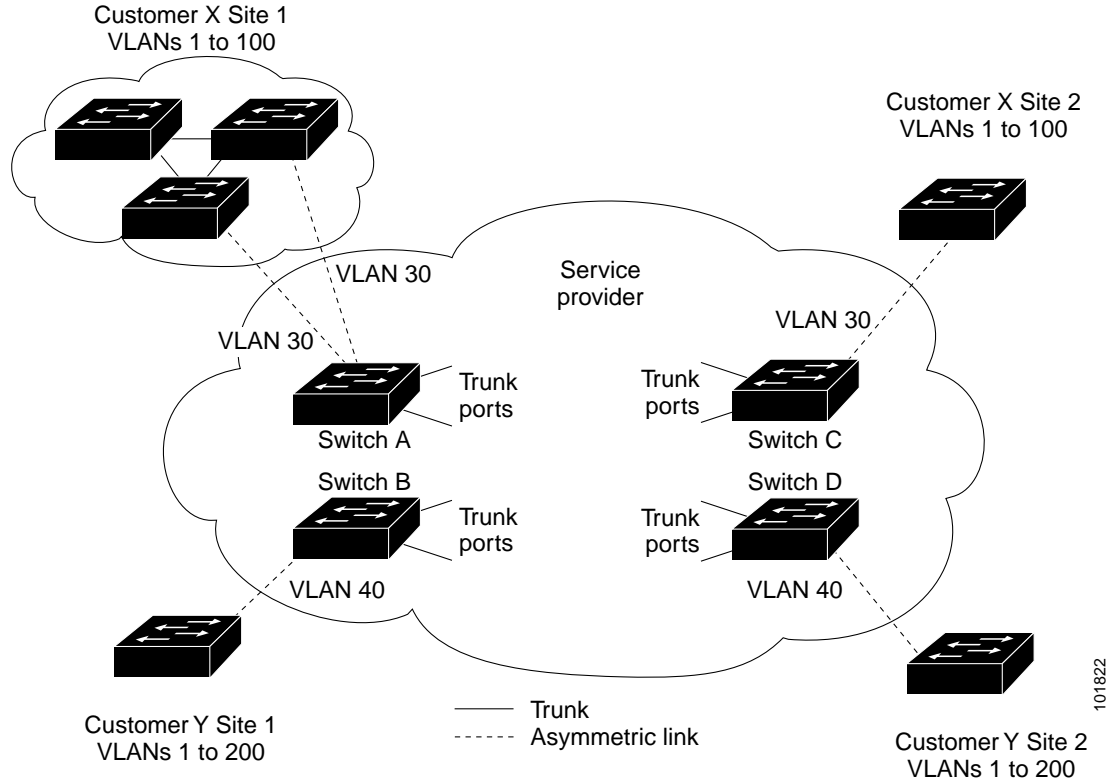 Customer X Site 1
VLANs 1 to 100
Customer X Site 2
VLANs 1 to 100
VLAN 30
Service
provider
VLAN 30
VLAN 30
Trunk
ports
Trunk
ports
Switch A
Switch C
Switch B
Switch D
Trunk
ports
Trunk
ports
VLAN 40
VLAN 40
Customer Y Site 1
VLANs 1 to 200
Trunk
Asymmetric link
Customer Y Site 2
VLANs 1 to 200
101822